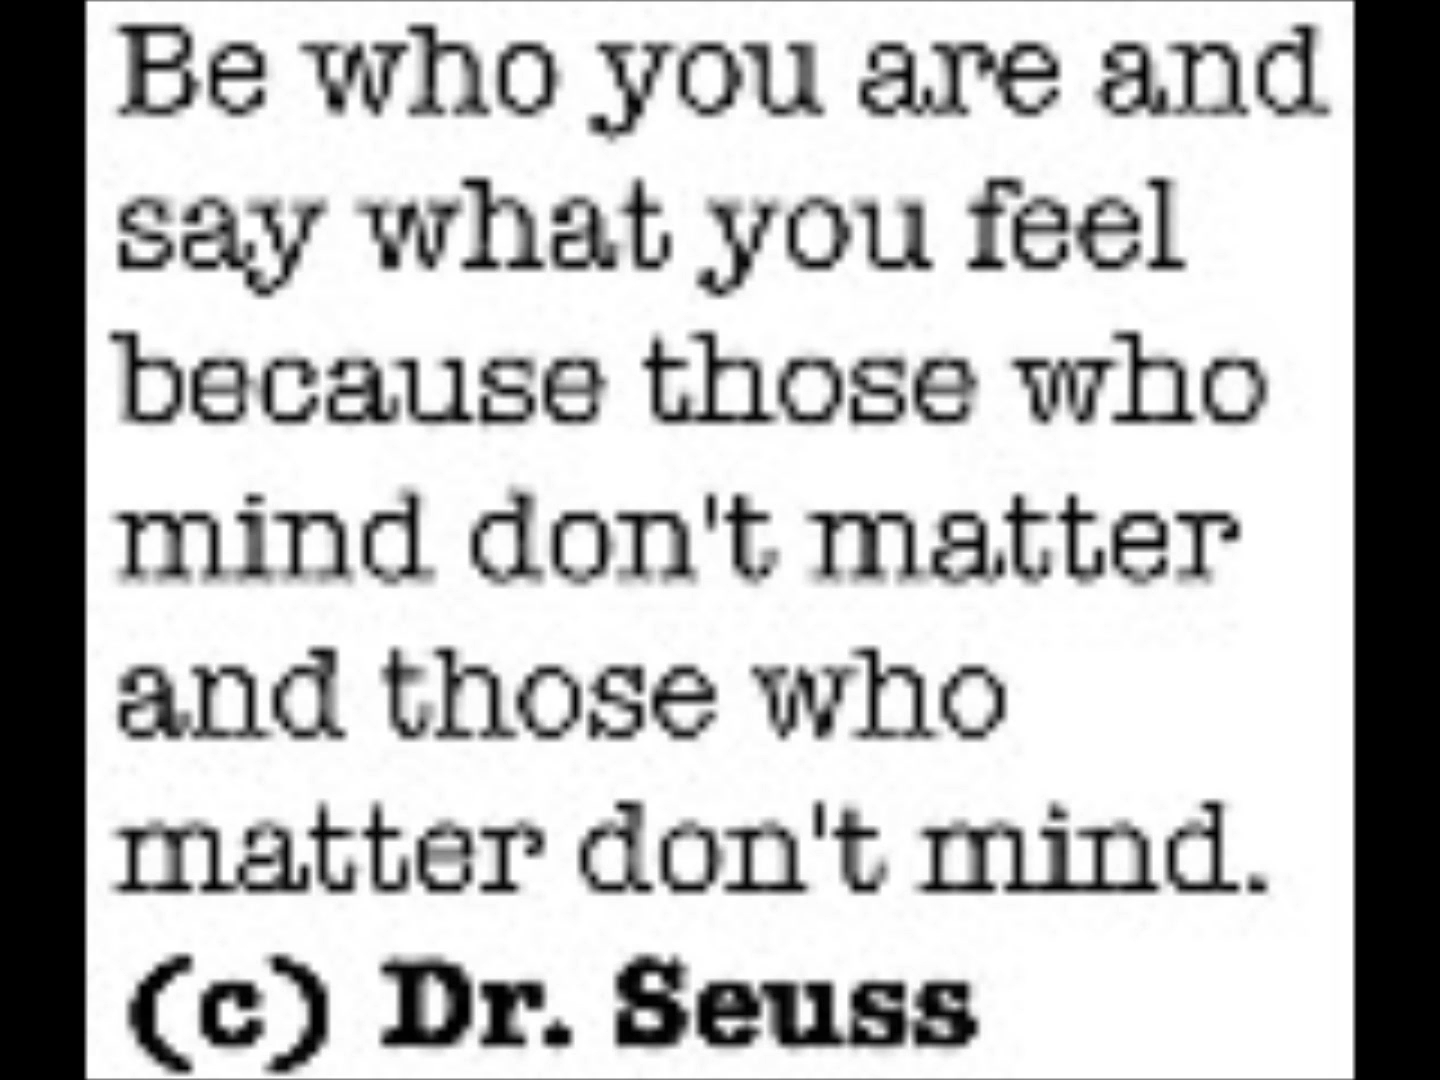 Be who you are and
say what you feel
because those who
mind don't matter
and those who
matter don't mind.
(c) Dr. Seuss